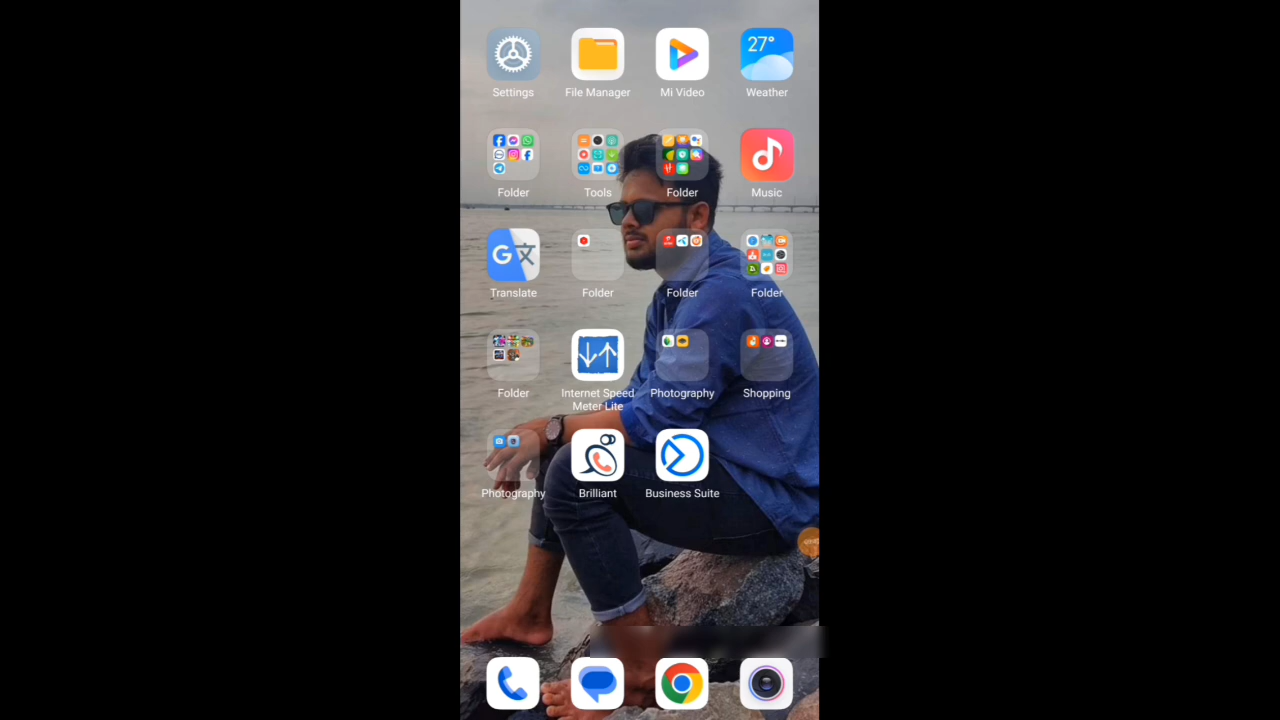 27°
Settings
File Manager
Mi Video
Weather
Folder
Tools
Folder
Music
G 文
Translate
Folder
Folder
Folder
Folder
Internet Speed
Meter Lite
Photography
Shopping
Photography
Brilliant
Business Suite